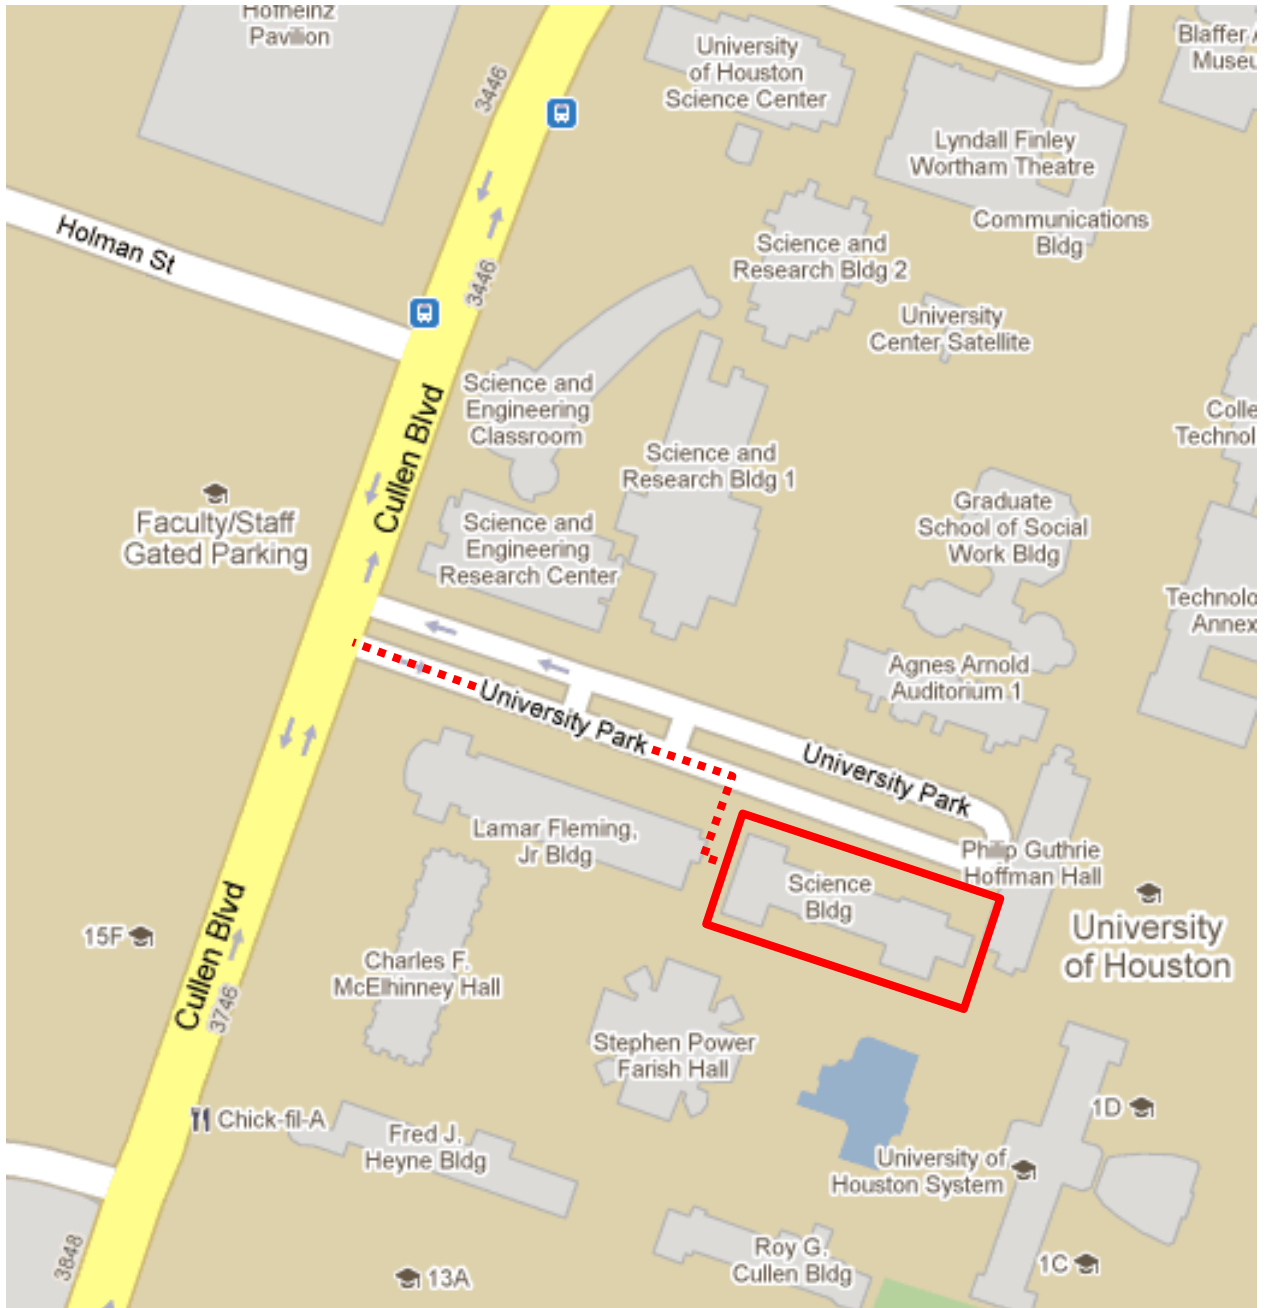 Hofheinz
Pavilion
3446
University
of Houston
Science Center
Blaffer
Lyndall Finley
Wortham Theatre
Communications
Bldg
Holman St
3446
Science and
Research Bldg 2
University
Center Satellite
Science and
Engineering
Classroom
Cullen Blvd
Science and
Research Bldg 1
Faculty/Staff
Gated Parking
Science and
Engineering
Research Center
Graduate
School of Social
Work Bldg
Annex
Agnes Arnold
Auditorium 1
University Park
University Park
Lamar Fleming,
Jr Bldg
Philip Guthrie
Hoffman Hall
Science
Bldg
University
of Houston
15F
Cullen Blvd
3746
Charles F.
McElhinney Hall
Stephen Power
Farish Hall
Chick-fil-A
Fred J.
Heyne Bldg
1D
University of
Houston System
3848
13A
Roy G.
Cullen Bldg
1C